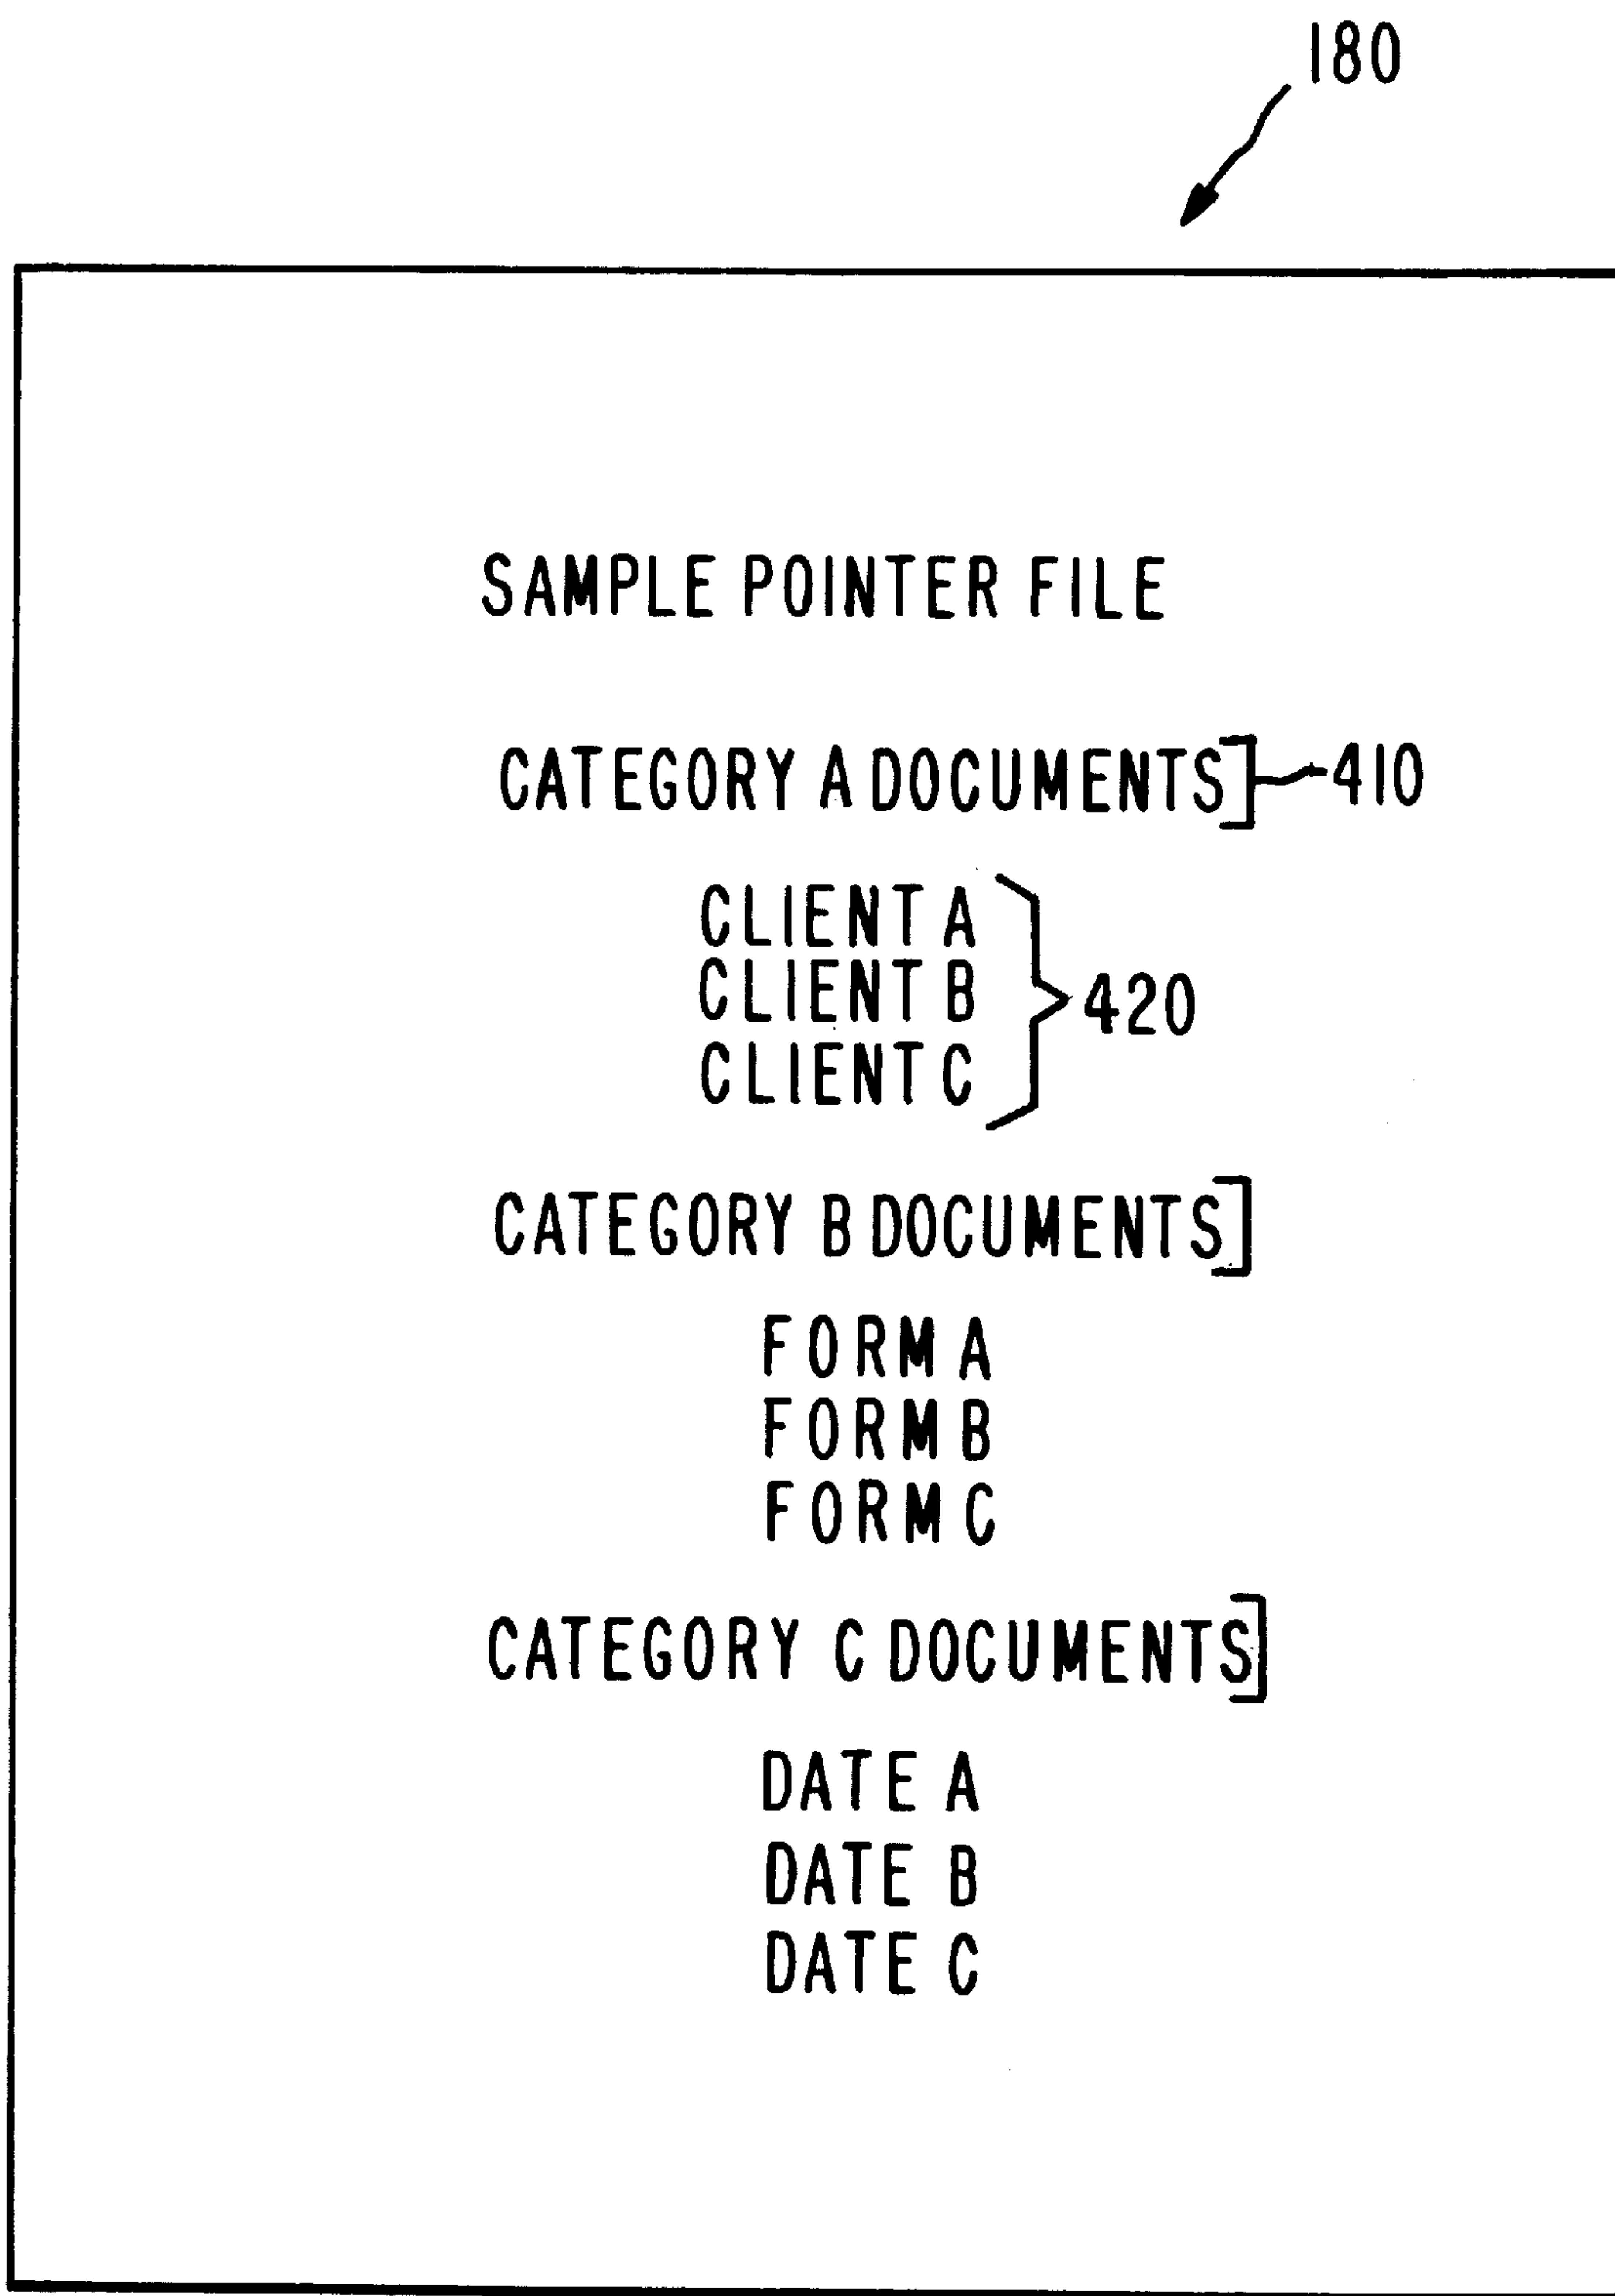 180
SAMPLE POINTER FILE
CATEGORY A DOCUMENTS 410
CLIENT A
CLIENT B
420
CLIENT C
CATEGORY B DOCUMENTS
FORM A
FORM B
FORM C
CATEGORY C DOCUMENTS
DATE A
DATE B
DATE C